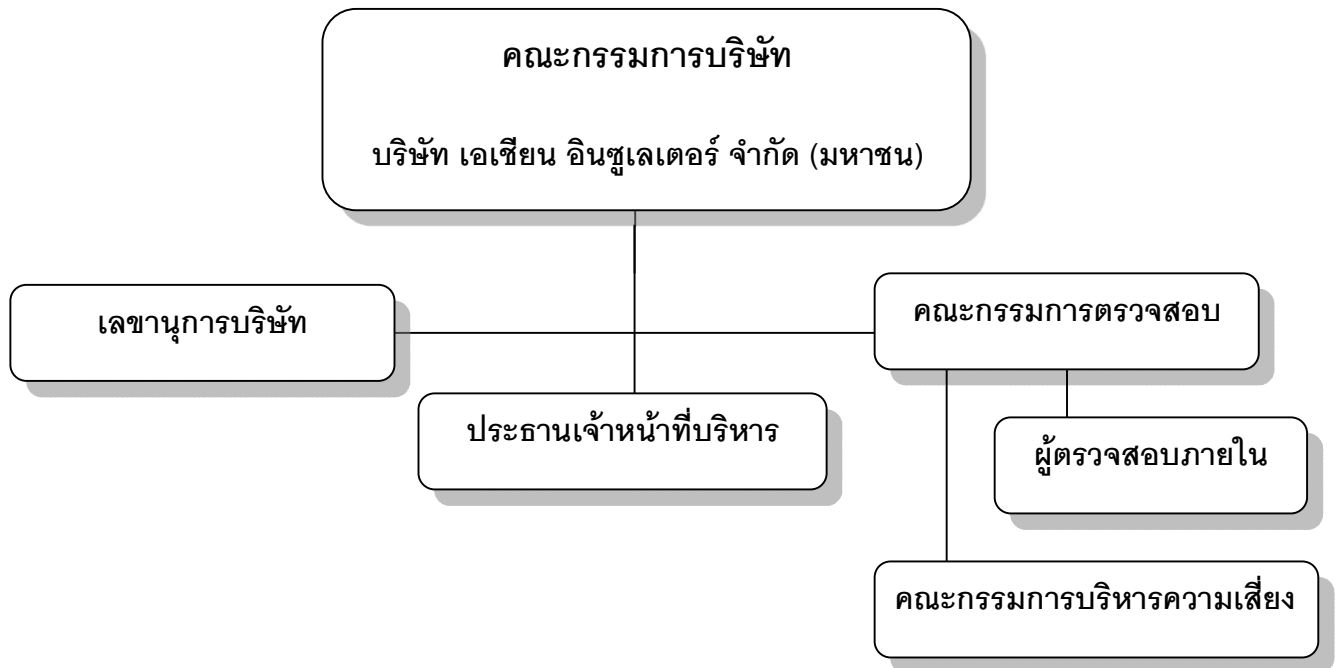 คณะกรรมการบริษัท
บริษัท เอเชียน อินซูเลเตอร์ จำกัด (มหาชน)
เลขานุการบริษัท
คณะกรรมการตรวจสอบ
ประธานเจ้าหน้าที่บริหาร
ผู้ตรวจสอบภายใน
คณะกรรมการบริหารความเสี่ยง